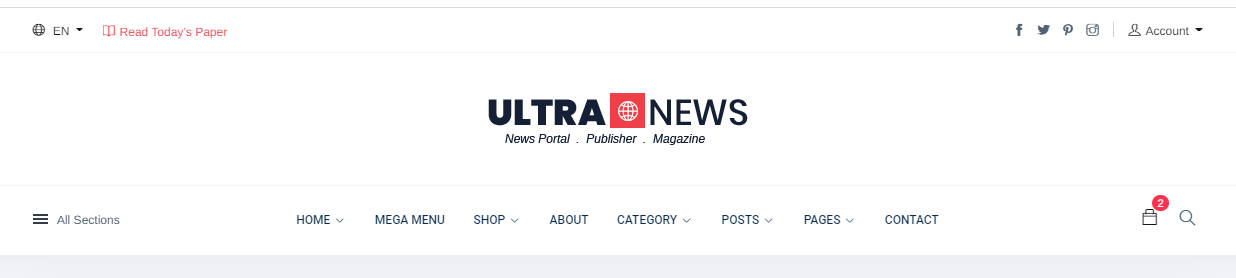 EN Read Today's Paper Account
ULTRA NEWS
News Portal . Publisher . Magazine
2
All Sections HOME MEGA MENU SHOP ABOUT CATEGORY POSTS PAGES CONTACT